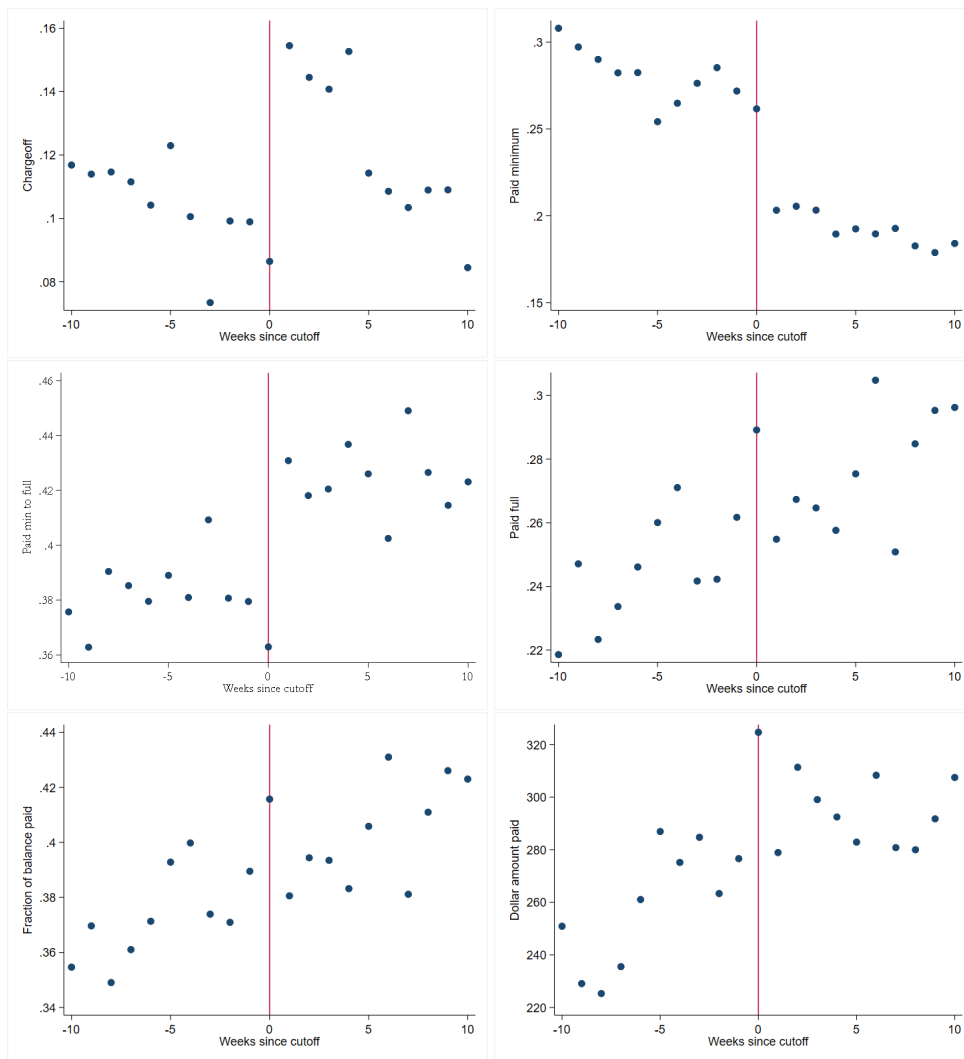 .16
.14
.12
.1
.08
Chargeoff
-10 -5 0 5 10
Weeks since cutoff
.3
.25
.2
.15
Paid minimum
-10 -5 0 5 10
Weeks since cutoff
.46
.44
.42
.4
.38
.36
Paid min to full
-10 -5 0 5 10
Weeks since cutoff
.3
.28
.26
.24
.22
Paid full
-10 -5 0 5 10
Weeks since cutoff
.44
.42
.4
.38
.36
.34
Fraction of balance paid
-10 -5 0 5 10
Weeks since cutoff
320
300
280
260
240
220
Dollar amount paid
-10 -5 0 5 10
Weeks since cutoff